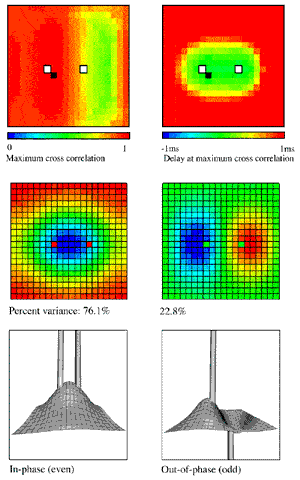 0 1 -1ms 1ms
Maximum cross correlation Delay at maximum cross correlation
Percent variance: 76.1% 22.8%
In-phase (even) Out-of-phase (odd)